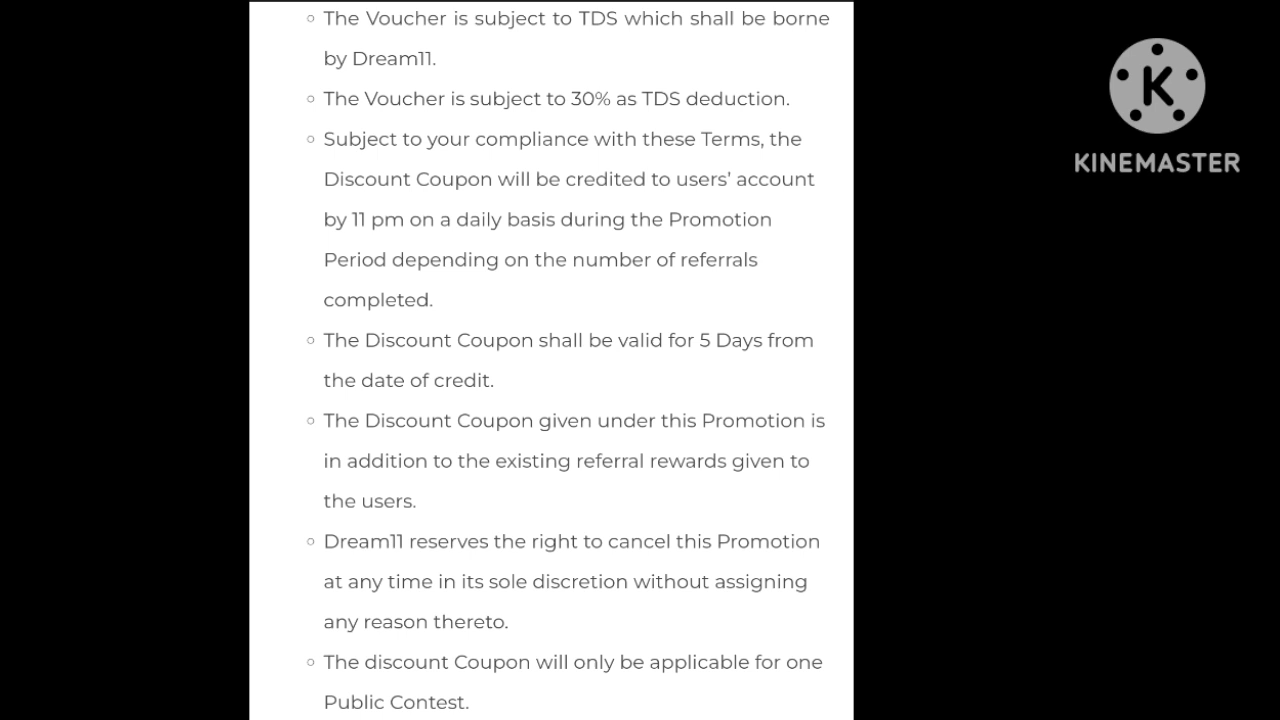 The Voucher is subject to TDS which shall be borne
by Dream11.
The Voucher is subject to 30% as TDS deduction.
Subject to your compliance with these Terms, the
Discount Coupon will be credited to users' account
by 11 pm on a daily basis during the Promotion
Period depending on the number of referrals
completed.
The Discount Coupon shall be valid for 5 Days from
the date of credit.
The Discount Coupon given under this Promotion is
in addition to the existing referral rewards given to
the users.
Dream11 reserves the right to cancel this Promotion
at any time in its sole discretion without assigning
any reason thereto.
The discount Coupon will only be applicable for one
Public Contest.
K
KINEMASTER